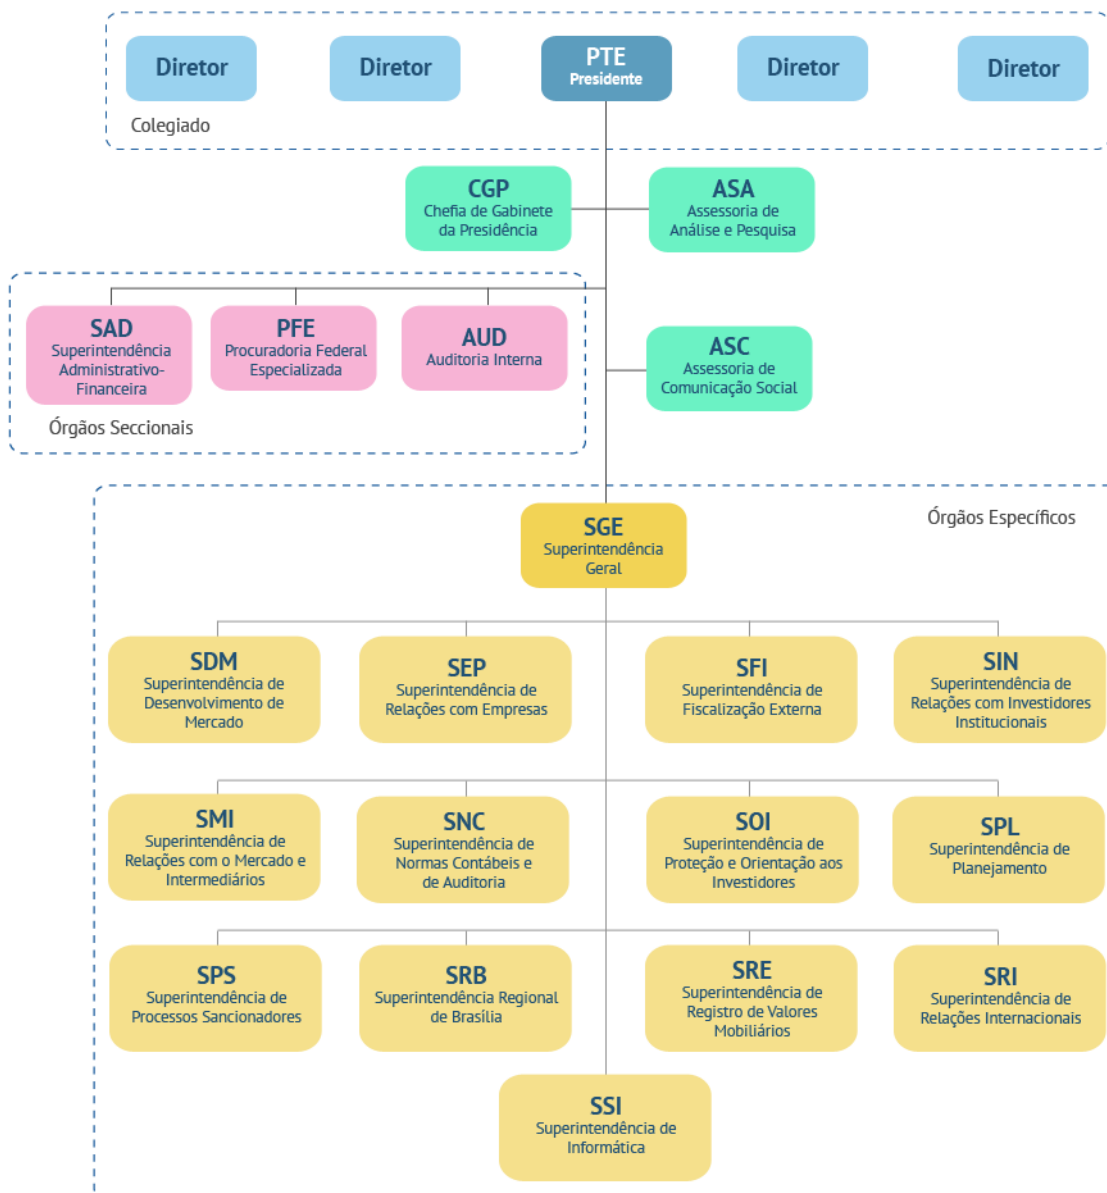 Diretor
Diretor
PTE
Presidente
Diretor
Diretor
Colegiado
CGP
Chefia de Gabinete
da Presidência
ASA
Assessoria de
Análise e Pesquisa
SAD
Superintendência
Administrativo-
Financeira
PFE
Procuradoria Federal
Especializada
AUD
Auditoria Interna
ASC
Assessoria de
Comunicação Social
Órgãos Seccionais
Órgãos Específicos
SGE
Superintendência
Geral
SDM
Superintendência de
Desenvolvimento de
Mercado
SEP
Superintendência de
Relações com Empresas
SFI
Superintendência de
Fiscalização Externa
SIN
Superintendência de
Relações com Investidores
Institucionais
SMI
Superintendência de
Relações com o Mercado e
Intermediários
SNC
Superintendência de
Normas Contábeis e
de Auditoria
SOI
Superintendência de
Proteção e Orientação aos
Investidores
SPL
Superintendência de
Planejamento
SPS
Superintendência de
Processos Sancionadores
SRB
Superintendência Regional
de Brasília
SRE
Superintendência de
Registro de Valores
Mobiliários
SRI
Superintendência de
Relações Internacionais
SSI
Superintendência de
Informática